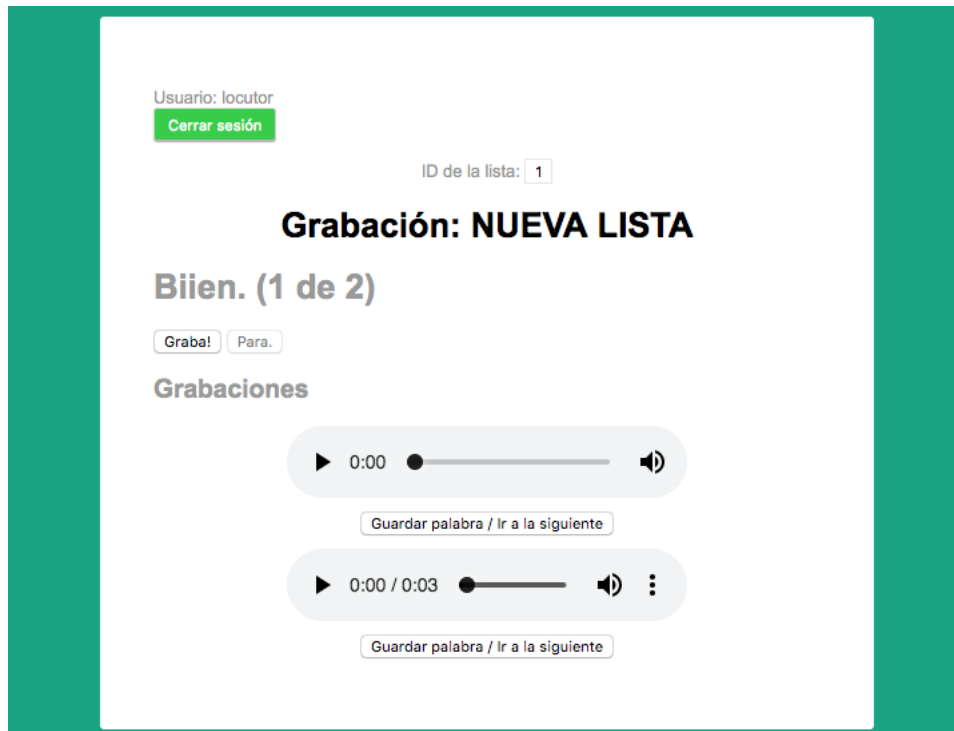 Usuario: locutor
Cerrar sesión
ID de la lista: 1
Grabación: NUEVA LISTA
Biien. (1 de 2)
Graba! Para.
Grabaciones
0:00
Guardar palabra / Ir a la siguiente
0:00 / 0:03
Guardar palabra / Ir a la siguiente